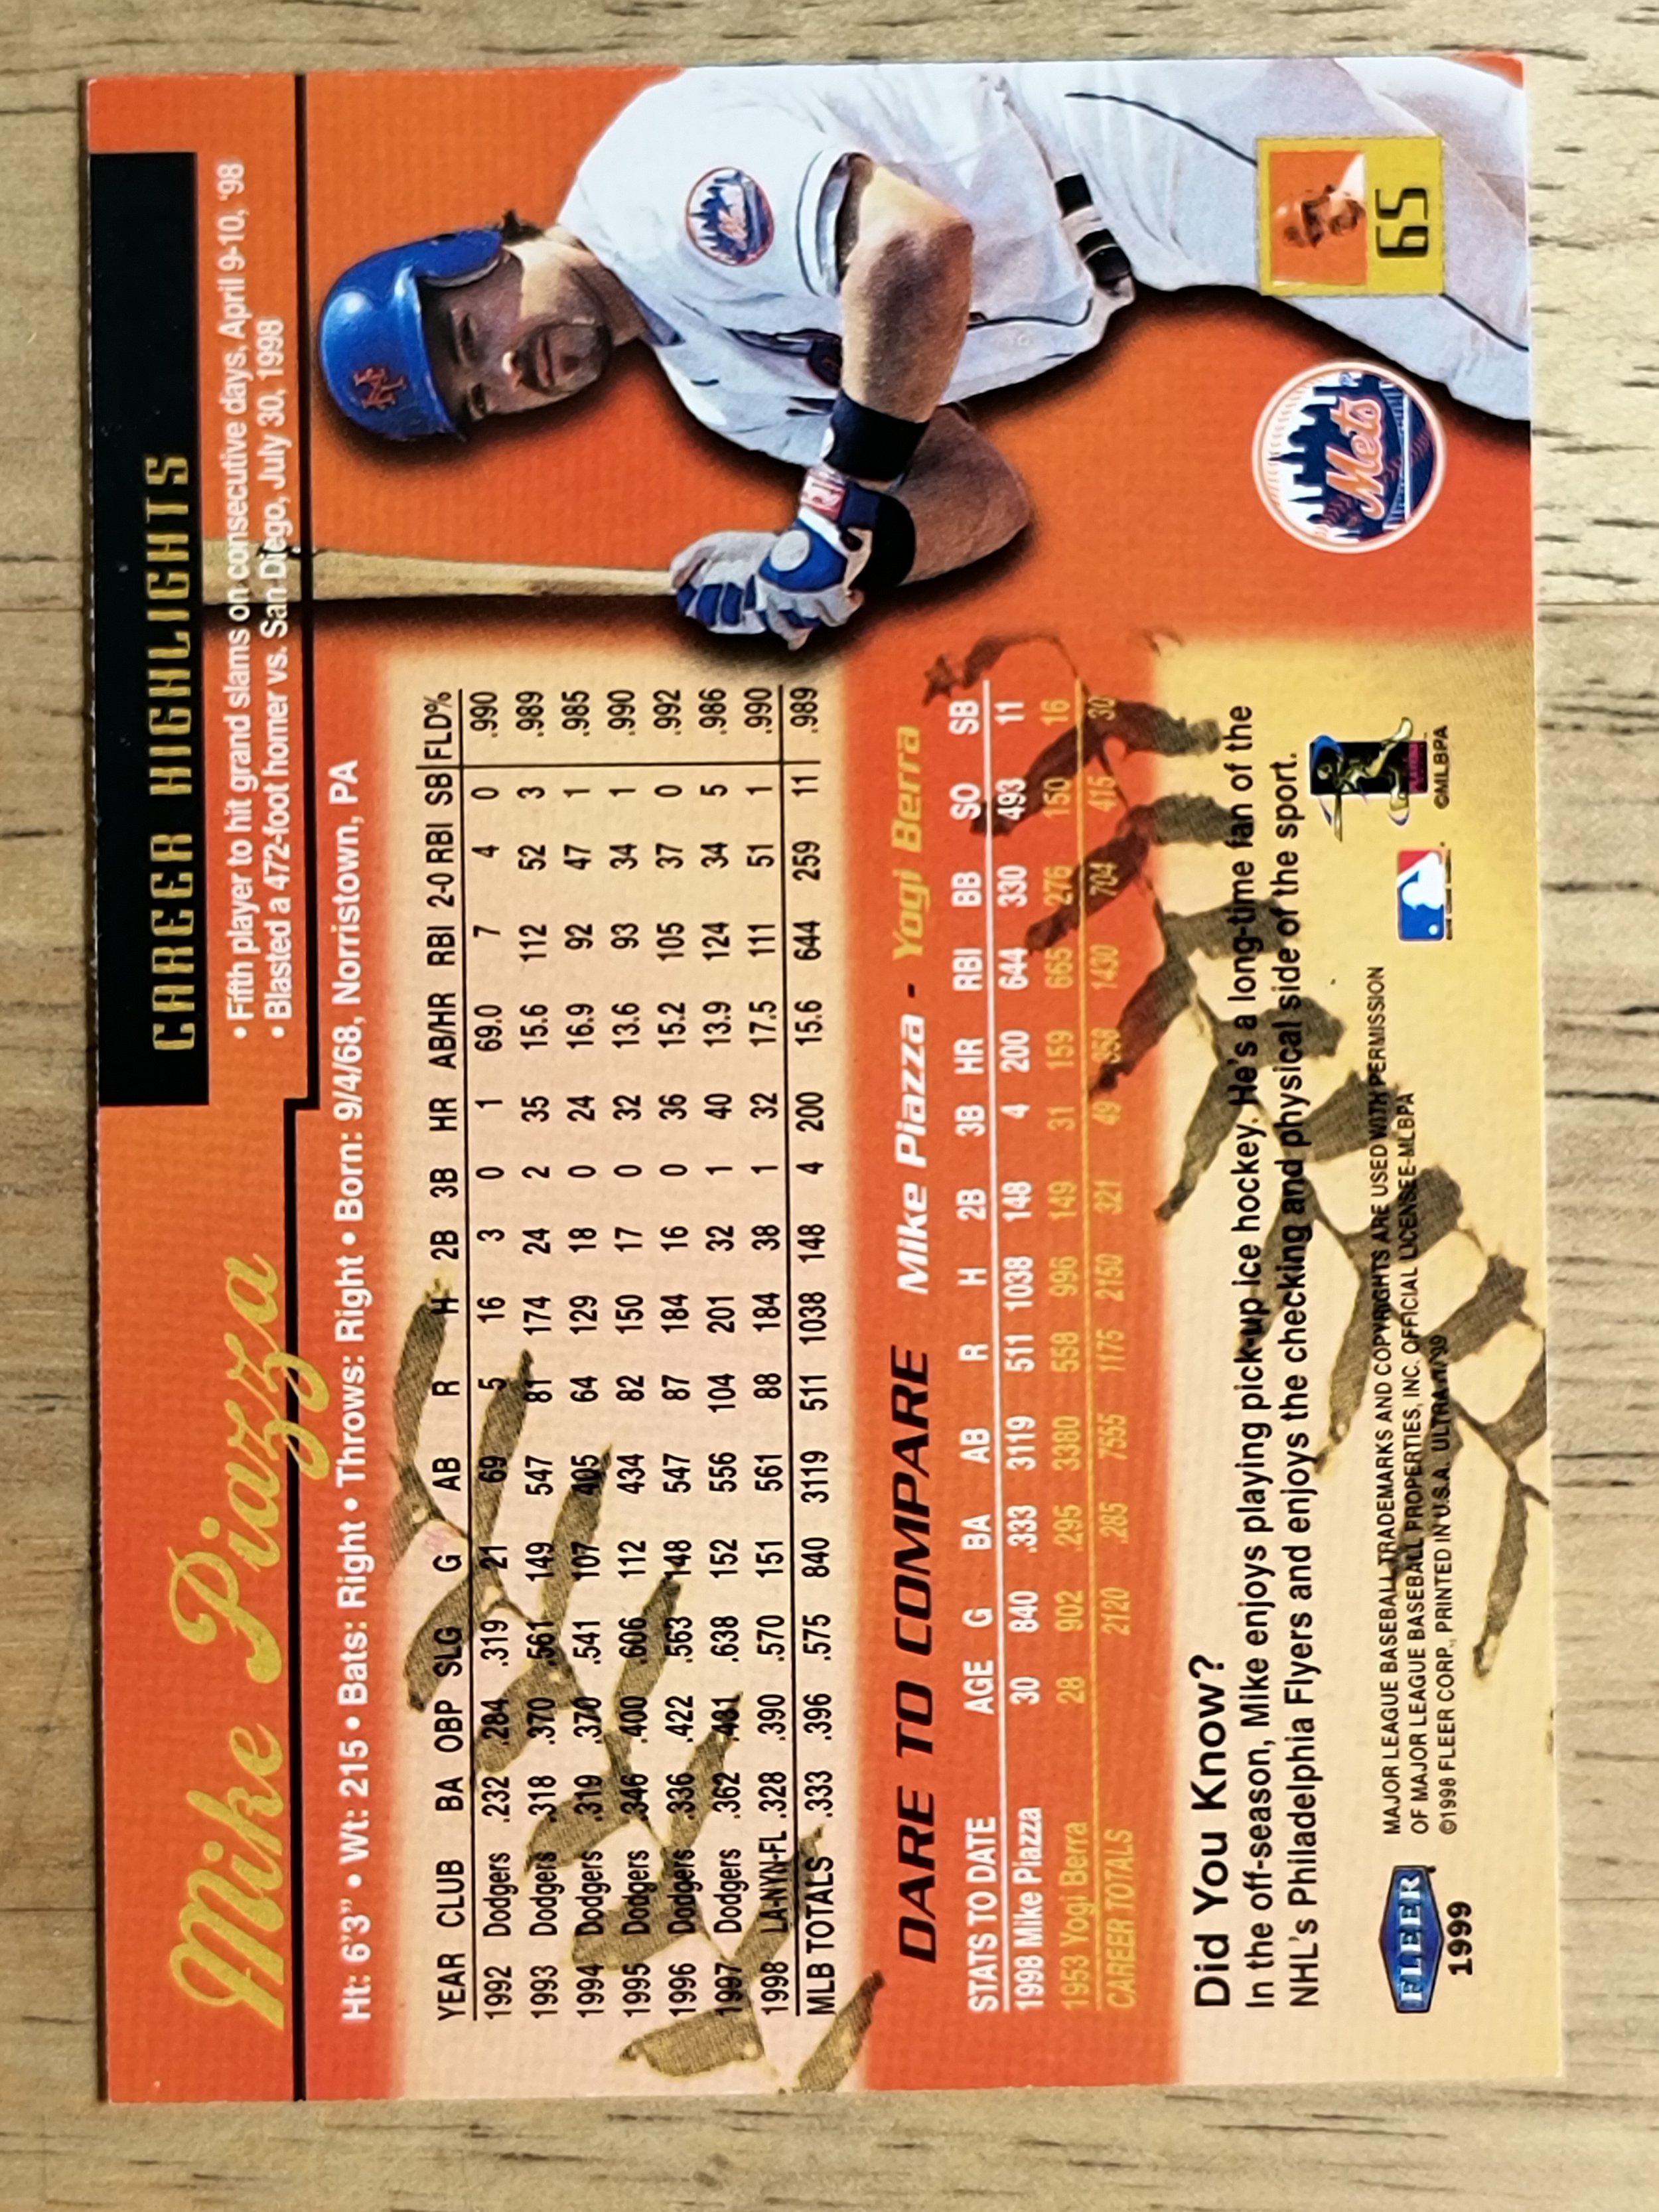 Mike Piazza
CAREER HIGHLIGHTS
• Fifth player to hit grand slams on consecutive days, April 9-10, '98
• Blasted a 472-foot homer vs. San Diego, July 30, 1998
Ht: 6'3" • Wt: 215 • Bats: Right • Throws: Right • Born: 9/4/68, Norristown, PA
YEAR CLUB BA OBP SLG G AB R H 2B 3B HR AB/HR RBI 2-0 RBI SB FLD%
1992 Dodgers .232 .284 .319 21 69 5 16 3 0 1 69.0 7 4 0 .990
1993 Dodgers .318 .370 .561 149 547 81 174 24 2 35 15.6 112 52 3 .989
1994 Dodgers .319 .370 .541 107 405 64 129 18 0 24 16.9 92 47 1 .985
1995 Dodgers .346 .400 .606 112 434 82 150 17 0 32 13.6 93 34 1 .990
1996 Dodgers .336 .422 .563 148 547 87 184 16 0 36 15.2 105 37 0 .992
1997 Dodgers .362 .431 .638 152 556 104 201 32 1 40 13.9 124 34 5 .986
1998 LA-NYN-FL .328 .390 .570 151 561 88 184 38 1 32 17.5 111 51 1 .990
MLB TOTALS .333 .396 .575 840 3119 511 1038 148 4 200 15.6 644 259 11 .989
DARE TO COMPARE Mike Piazza - Yogi Berra
STATS TO DATE AGE G BA AB R H 2B 3B HR RBI BB SO SB
1998 Mike Piazza 30 840 .333 3119 511 1038 148 4 200 644 330 493 11
1953 Yogi Berra 28 902 .295 3380 558 996 149 31 159 665 276 150 16
CAREER TOTALS 2120 .285 7555 1175 2150 321 49 358 1430 704 415 30
Did You Know?
In the off-season, Mike enjoys playing pick-up ice hockey. He's a long-time fan of the
NHL's Philadelphia Flyers and enjoys the checking and physical side of the sport.
Mets
65
FLEER
1999
MAJOR LEAGUE BASEBALL TRADEMARKS AND COPYRIGHTS ARE USED WITH PERMISSION
OF MAJOR LEAGUE BASEBALL PROPERTIES, INC. OFFICIAL LICENSEE-MLBPA
©1998 FLEER CORP., PRINTED IN U.S.A. ULTRA /1/'99
©MLBPA